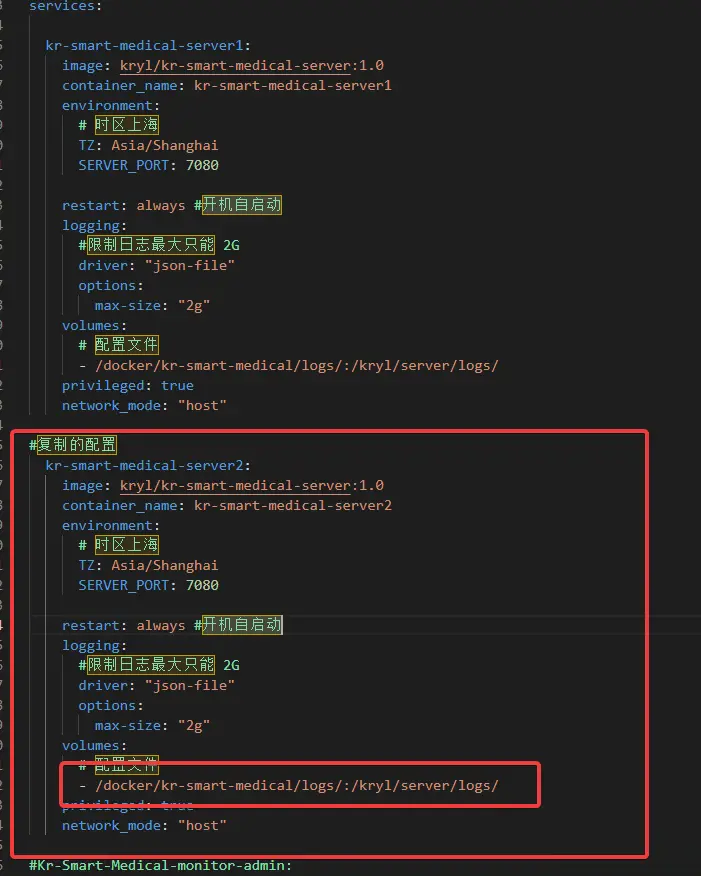 services:
kr-smart-medical-server1:
image: kryl/kr-smart-medical-server:1.0
container_name: kr-smart-medical-server1
environment:
# 时区上海
TZ: Asia/Shanghai
SERVER_PORT: 7080
restart: always #开机自启动
logging:
#限制日志最大只能 2G
driver: "json-file"
options:
max-size: "2g"
volumes:
# 配置文件
- /docker/kr-smart-medical/logs/:/kryl/server/logs/
privileged: true
network_mode: "host"
#复制的配置
kr-smart-medical-server2:
image: kryl/kr-smart-medical-server:1.0
container_name: kr-smart-medical-server2
environment:
# 时区上海
TZ: Asia/Shanghai
SERVER_PORT: 7080
restart: always #开机自启动
logging:
#限制日志最大只能 2G
driver: "json-file"
options:
max-size: "2g"
volumes:
# 配置文件
- /docker/kr-smart-medical/logs/:/kryl/server/logs/
privileged: true
network_mode: "host"
#Kr-Smart-Medical-monitor-admin: